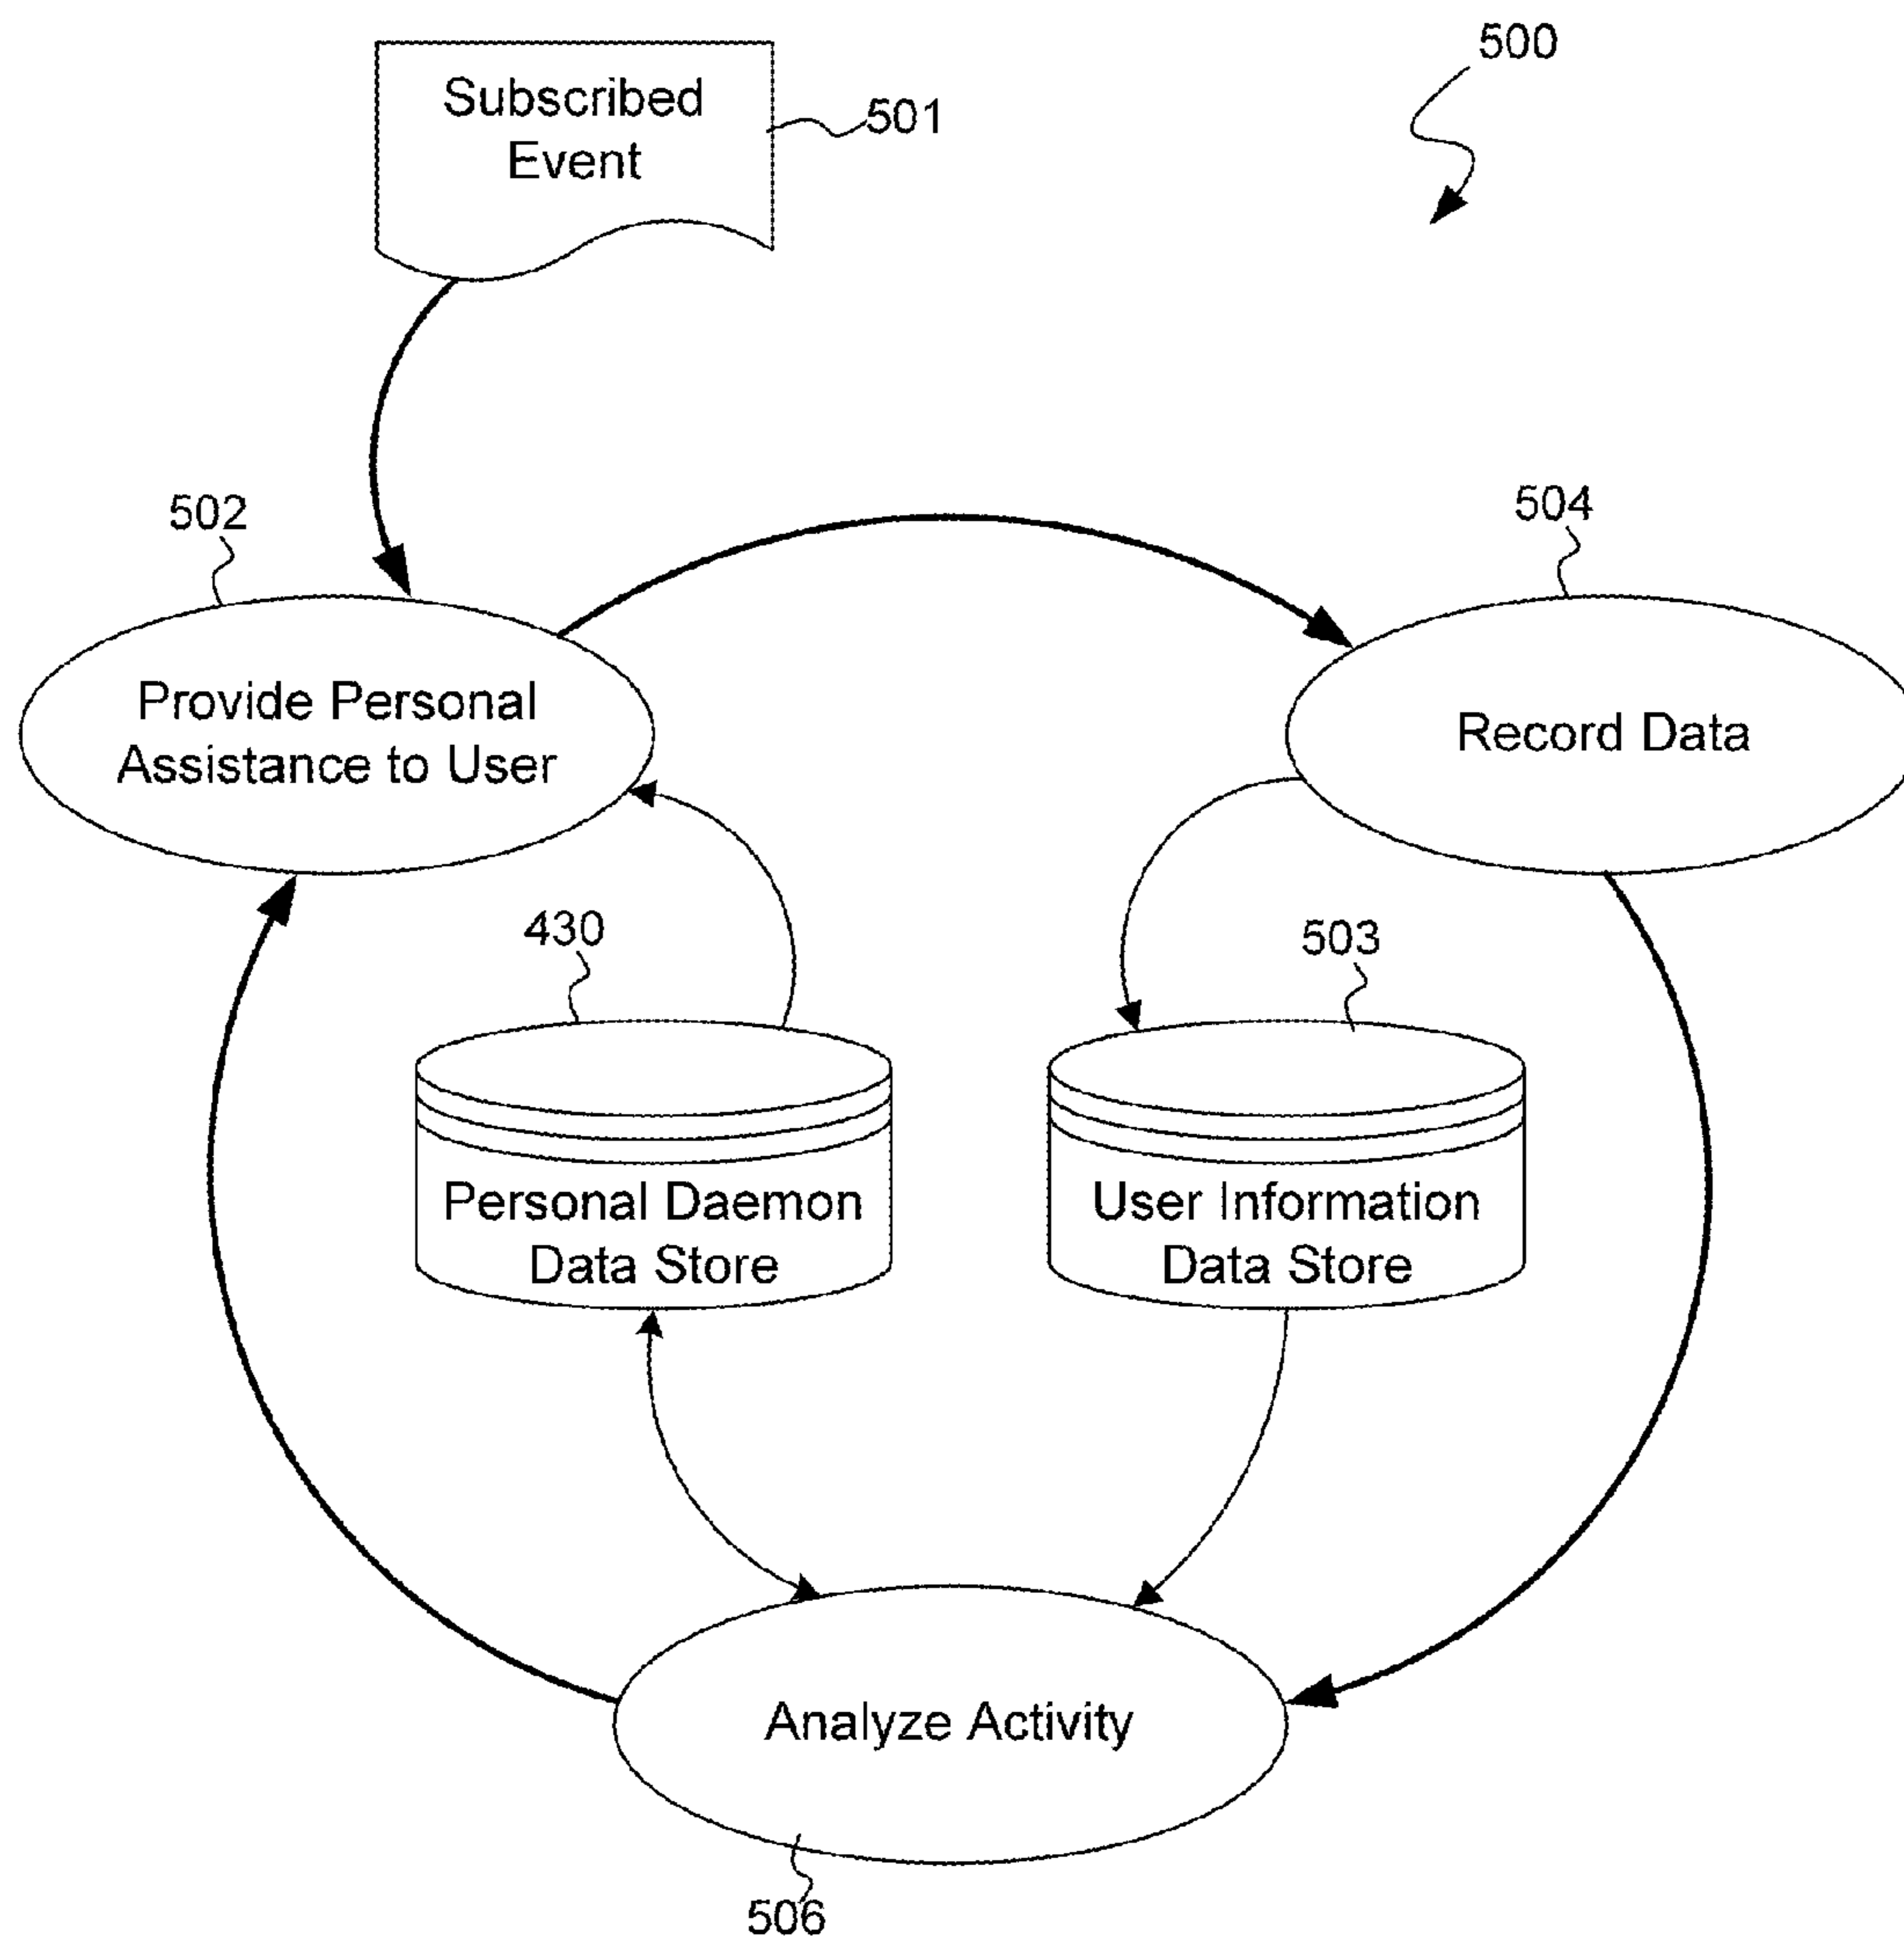 500
Subscribed
Event
501
502
504
Provide Personal
Assistance to User
Record Data
430
503
Personal Daemon
Data Store
User Information
Data Store
Analyze Activity
506